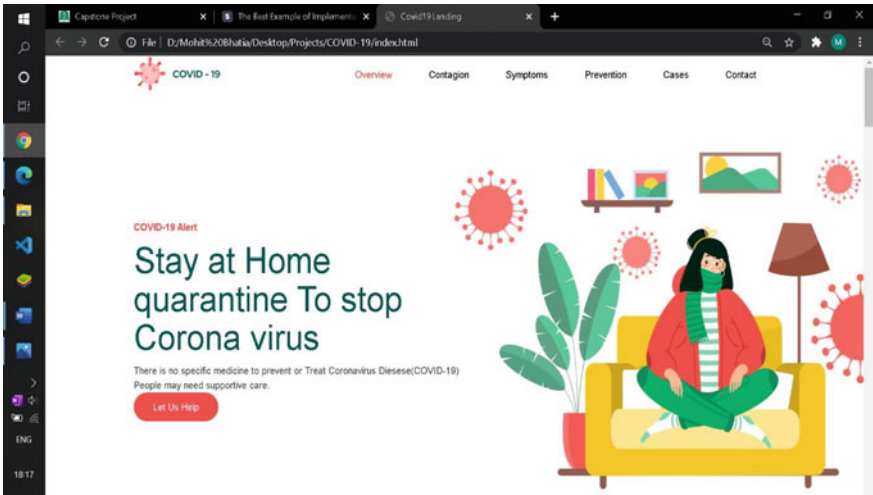 Capstone Project
The Best Example of Implement
Covid19 Landing
File | D:/Mohit%20Bhatia/Desktop/Projects/COVID-19/index.html
M
COVID - 19
Overview
Contagion
Symptoms
Prevention
Cases
Contact
COVID-19 Alert
Stay at Home
quarantine To stop
Corona virus
There is no specific medicine to prevent or Treat Coronavirus Diesese(COVID-19)
People may need supportive care.
Let Us Help
ENG
18:17